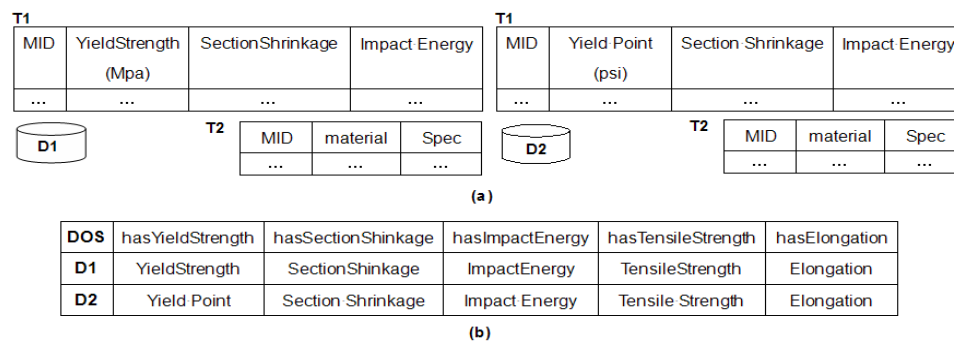 T1
MID YieldStrength (Mpa) SectionShrinkage Impact Energy
... ... ... ...
D1
T2
MID material Spec
... ... ...
T1
MID Yield Point (psi) Section Shrinkage Impact Energy
... ... ... ...
D2
T2
MID material Spec
... ... ...
(a)
DOS hasYieldStrength hasSectionShinkage hasImpactEnergy hasTensileStrength hasElongation
D1 YieldStrength SectionShinkage ImpactEnergy TensileStrength Elongation
D2 Yield Point Section Shrinkage Impact Energy Tensile Strength Elongation
(b)